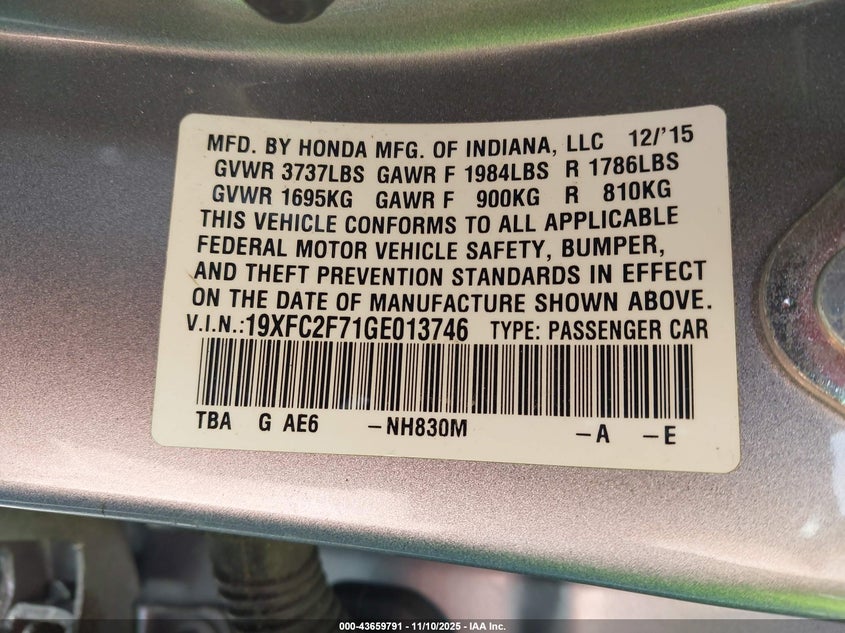 MFD. BY HONDA MFG. OF INDIANA, LLC 12/'15
GVWR 3737LBS GAWR F 1984LBS R 1786LBS
GVWR 1695KG GAWR F 900KG R 810KG
THIS VEHICLE CONFORMS TO ALL APPLICABLE
FEDERAL MOTOR VEHICLE SAFETY, BUMPER,
AND THEFT PREVENTION STANDARDS IN EFFECT
ON THE DATE OF MANUFACTURE SHOWN ABOVE.
V.I.N.:19XFC2F71GE013746 TYPE: PASSENGER CAR
TBA G AE6 -NH830M -A -E
000-43659791 - 11/10/2025 - IAA Inc.